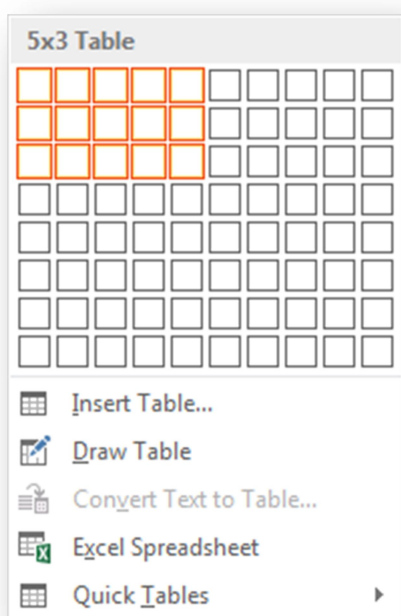 5x3 Table
Insert Table...
Draw Table
Convert Text to Table...
Excel Spreadsheet
Quick Tables